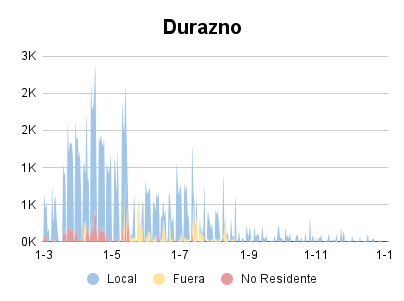 Durazno
3K
2K
2K
1K
1K
0K
1-3 1-5 1-7 1-9 1-11 1-1
Local Fuera No Residente